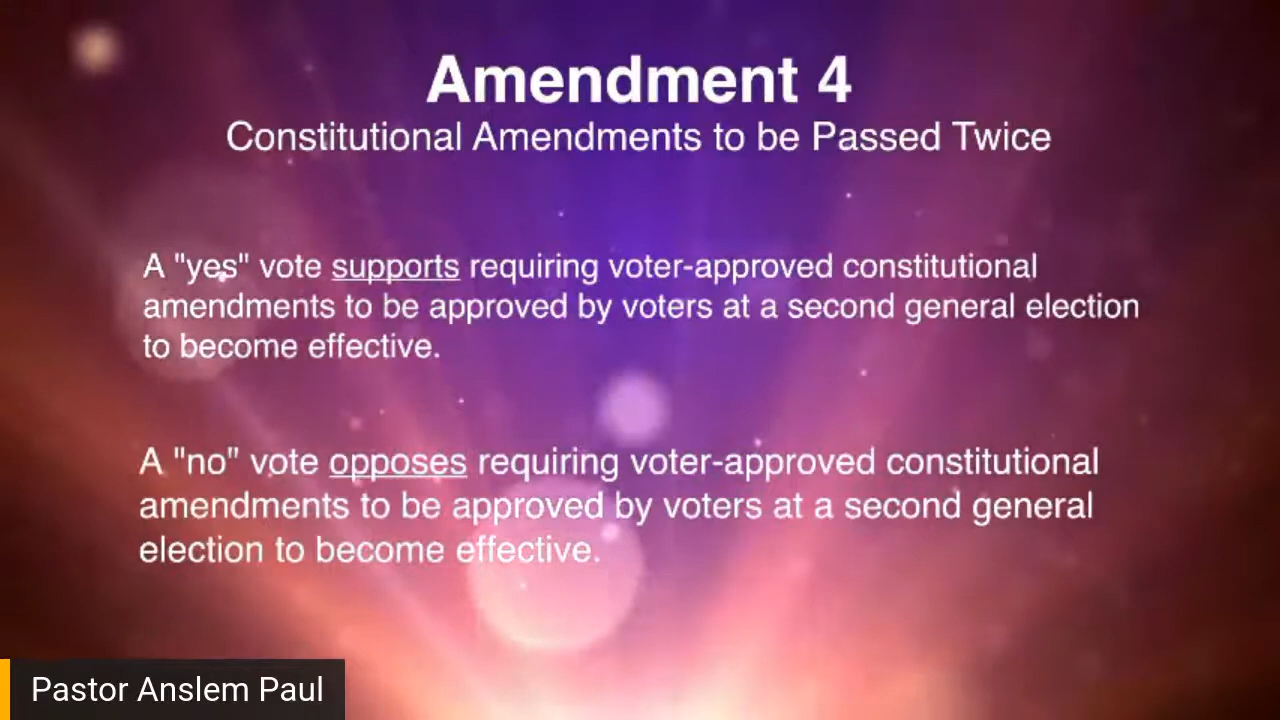 Amendment 4
Constitutional Amendments to be Passed Twice
A "yes" vote supports requiring voter-approved constitutional
amendments to be approved by voters at a second general election
to become effective.
A "no" vote opposes requiring voter-approved constitutional
amendments to be approved by voters at a second general
election to become effective.
Pastor Anslem Paul